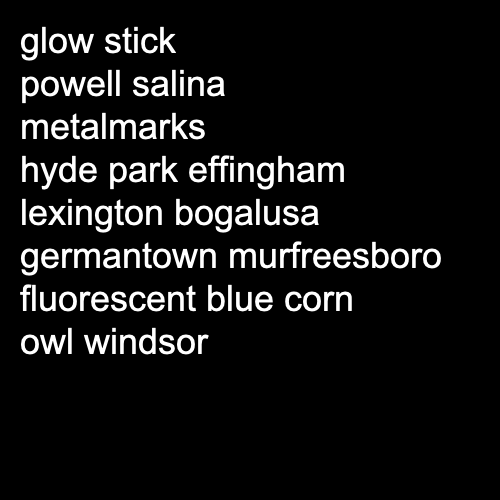 glow stick
powell salina
metalmarks
hyde park effingham
lexington bogalusa
germantown murfreesboro
fluorescent blue corn
owl windsor